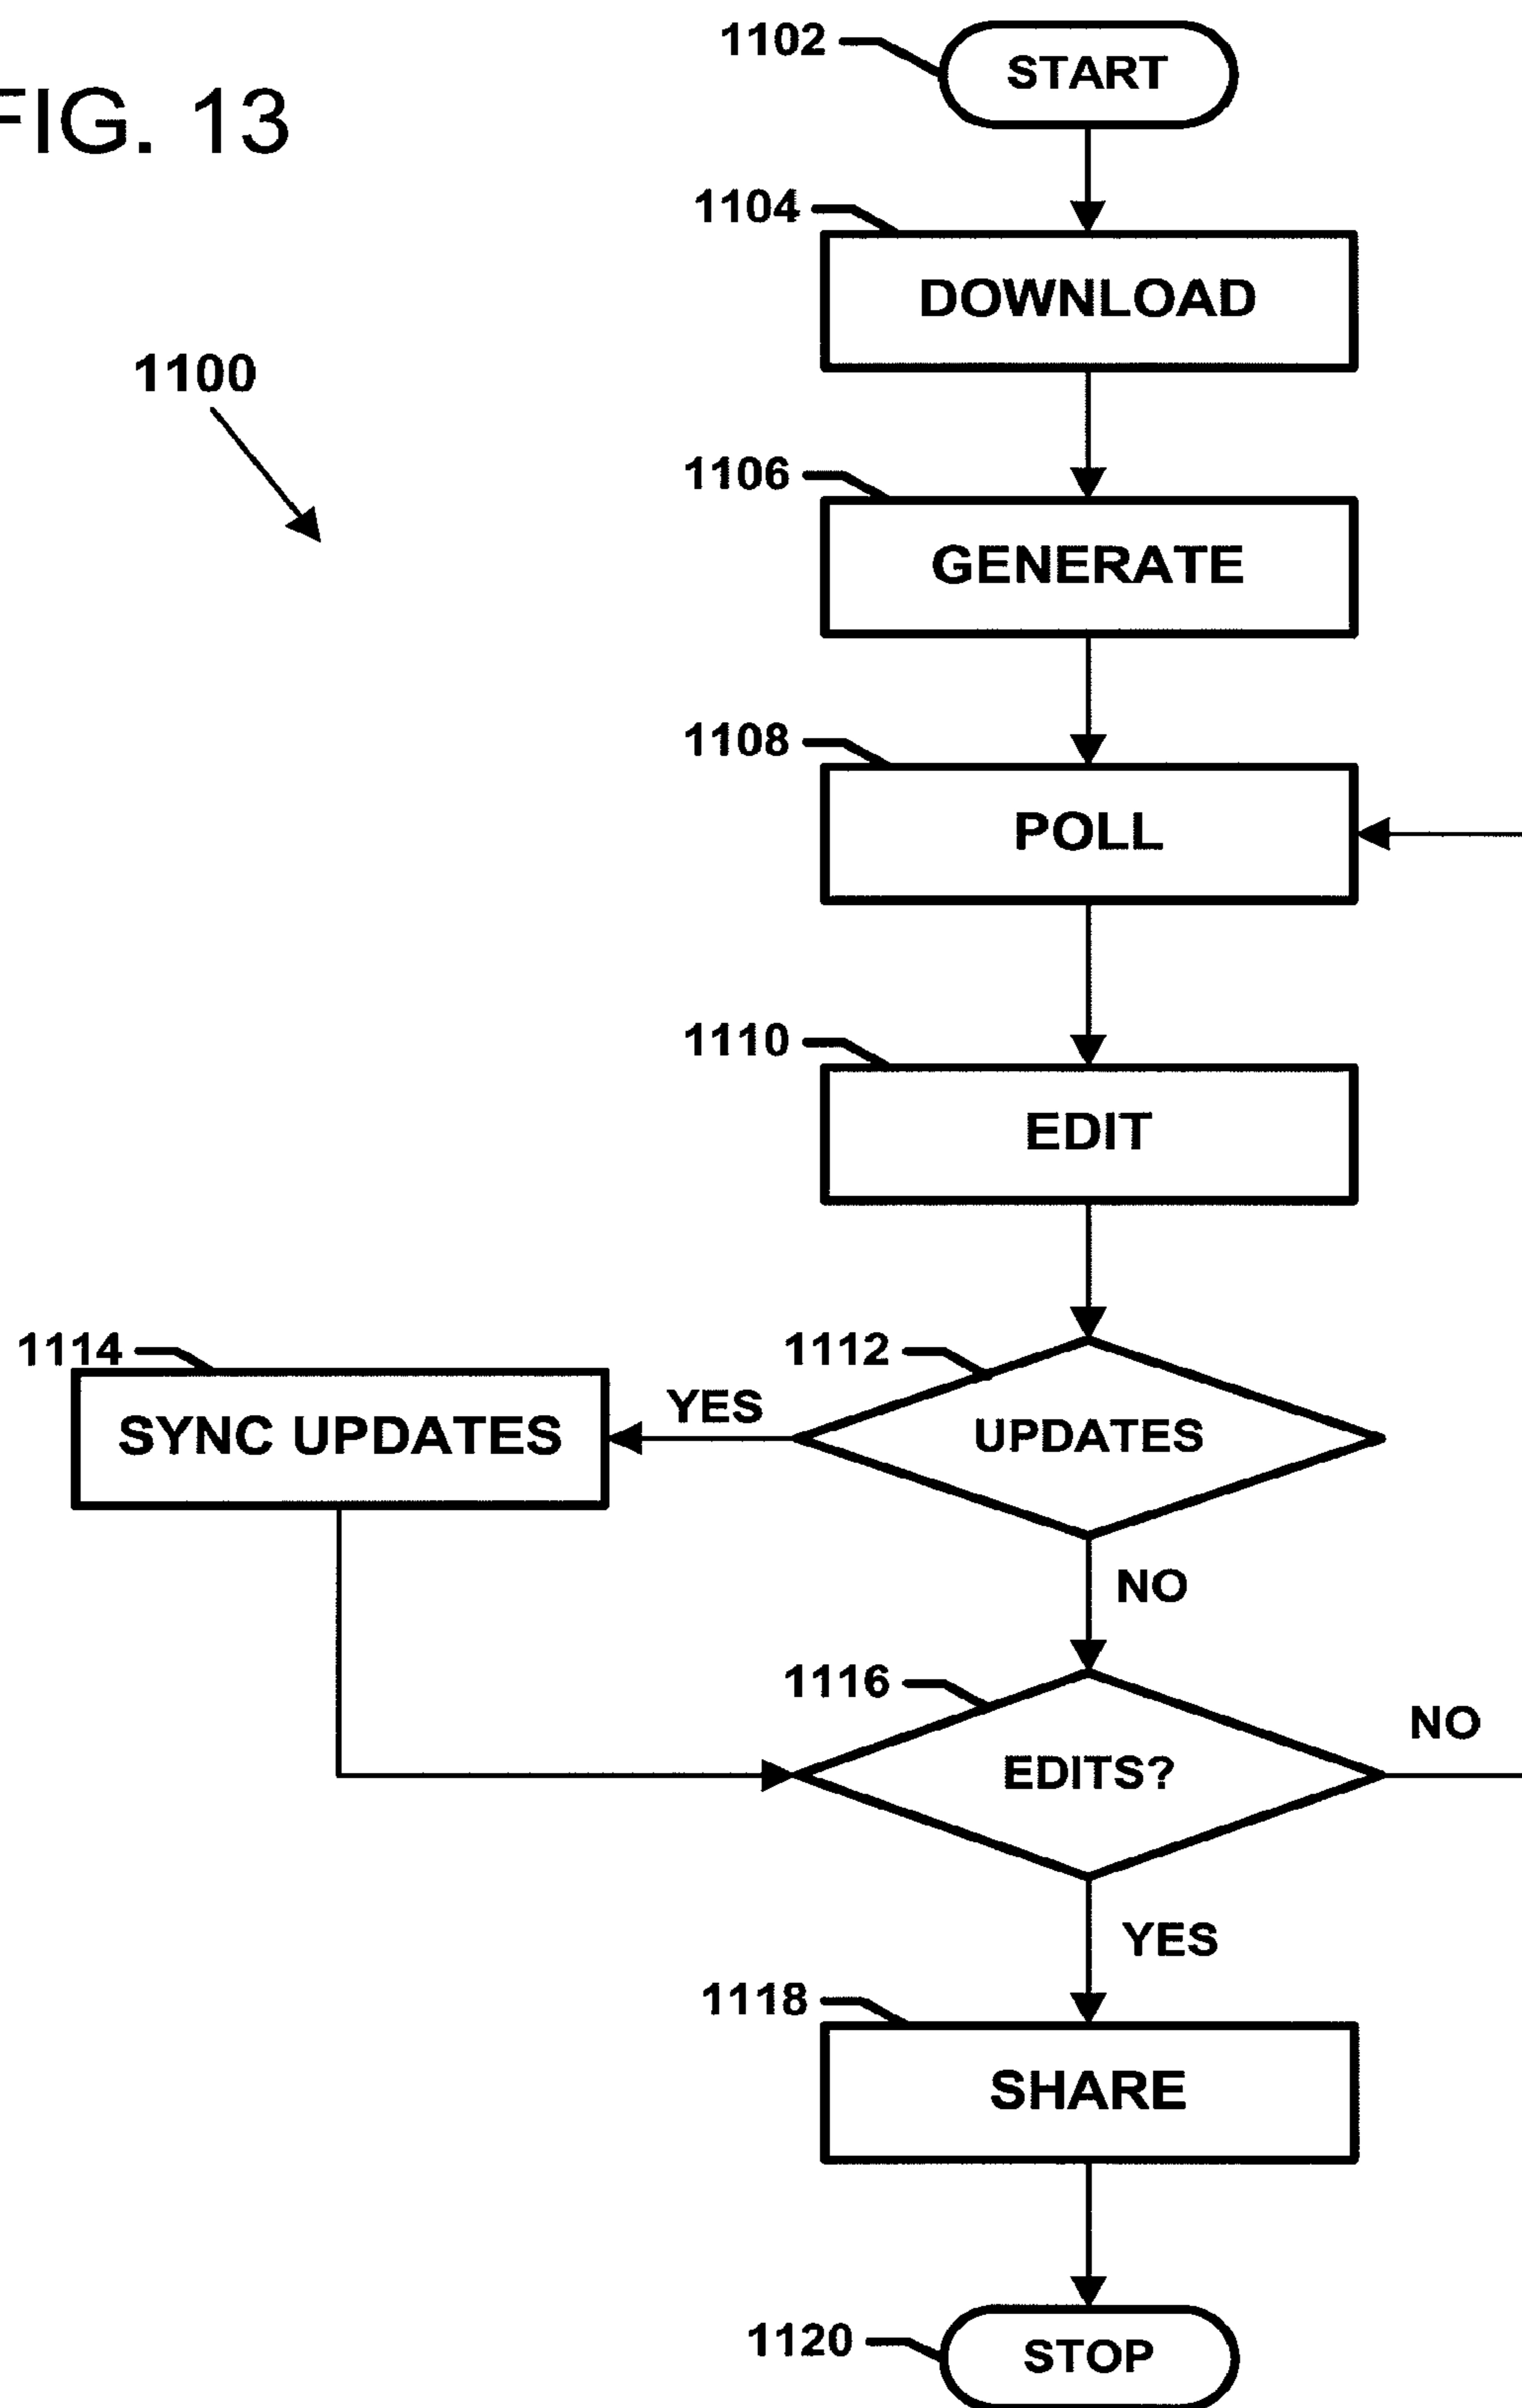 FIG. 13
1100
1102
START
1104
DOWNLOAD
1106
GENERATE
1108
POLL
1110
EDIT
1112
UPDATES
YES
1114
SYNC UPDATES
NO
1116
EDITS?
NO
YES
1118
SHARE
1120
STOP